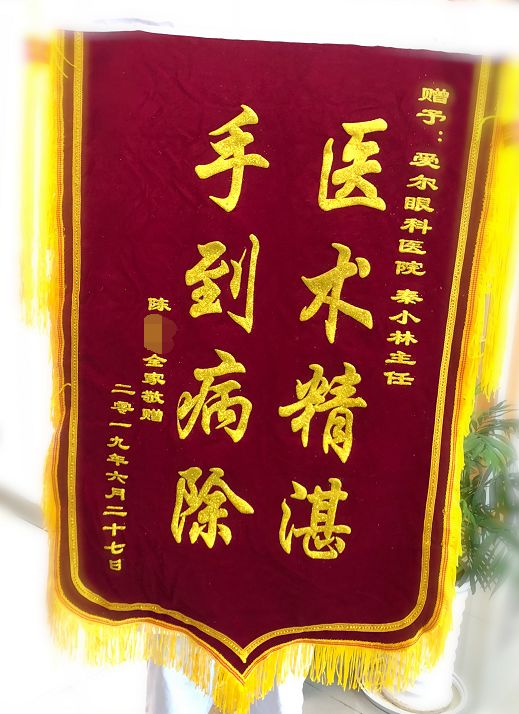 赠予：爱尔眼科医院 秦小林主任
医术精湛
手到病除
陈 全家敬赠
二零一九年六月二十七日